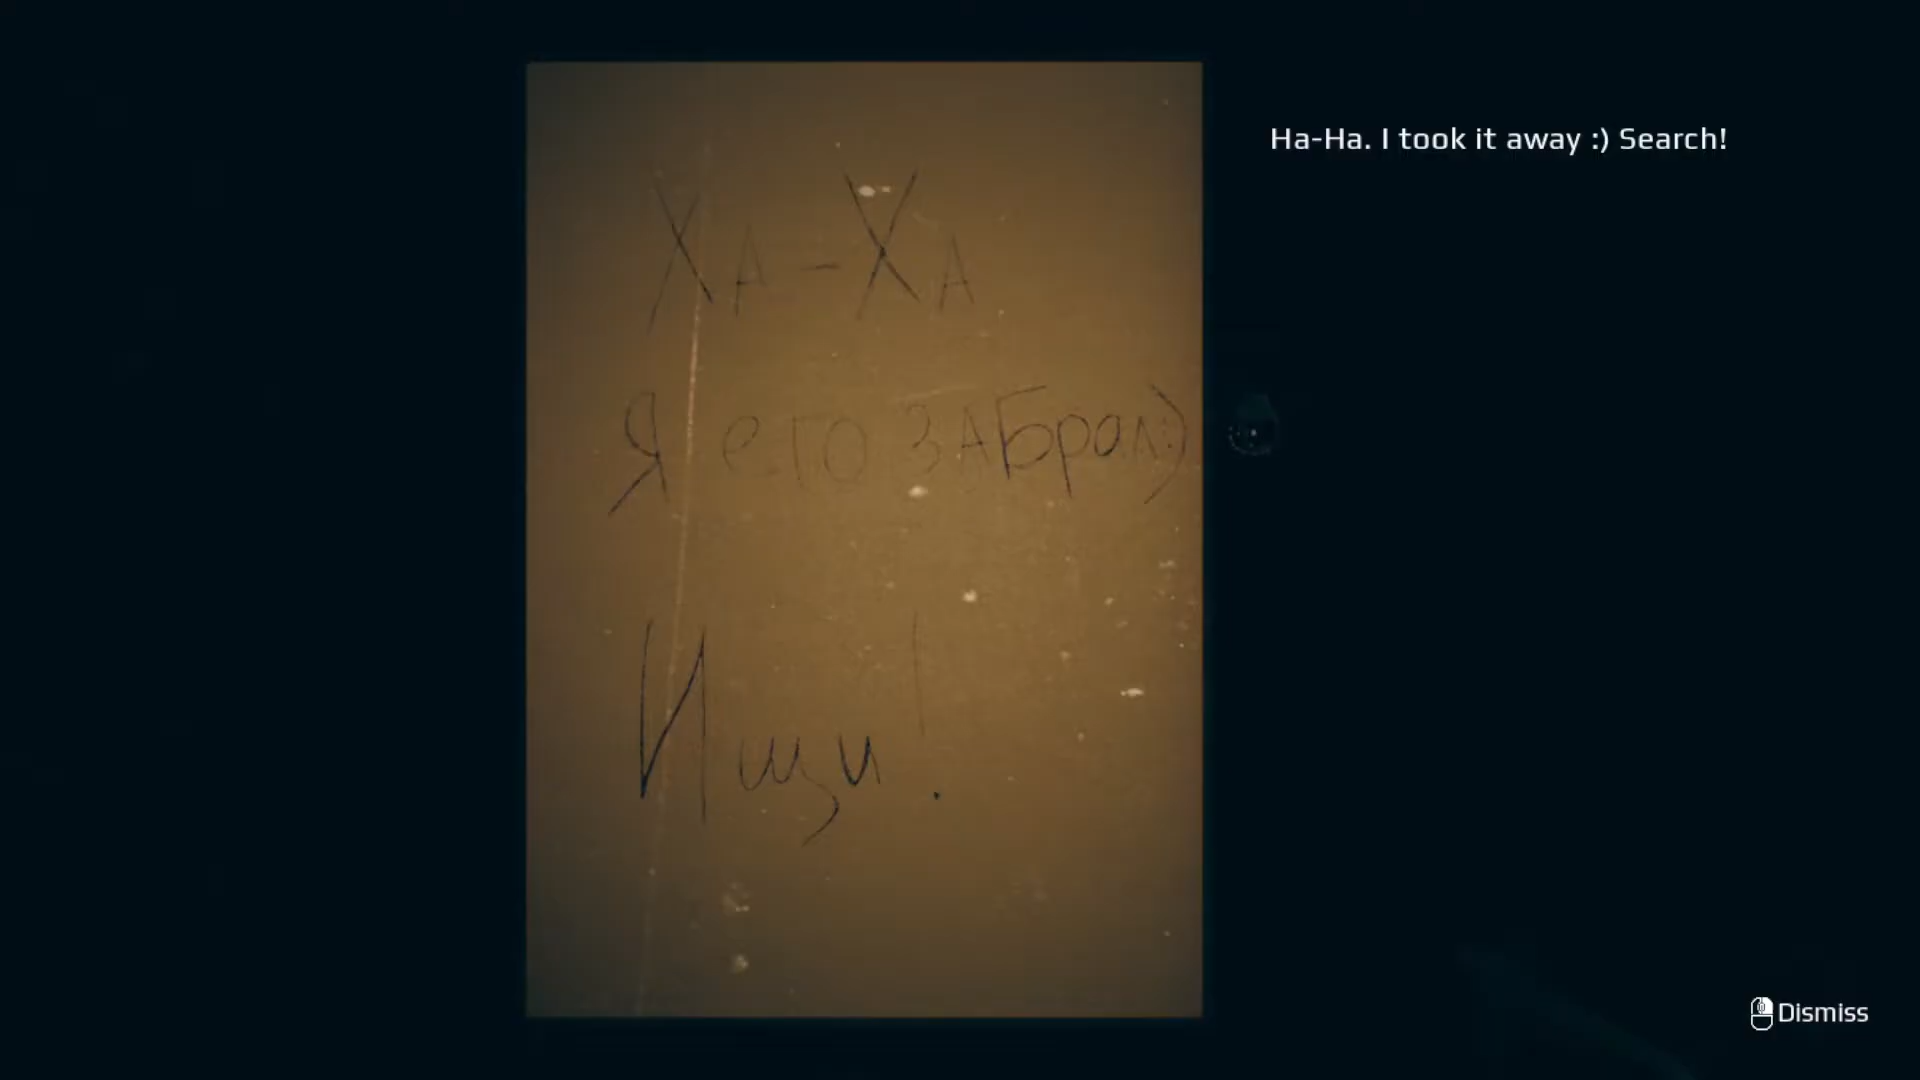 Ха-Ха
Я его забрал:)
Ищи!
Ha-Ha. I took it away :) Search!
Dismiss